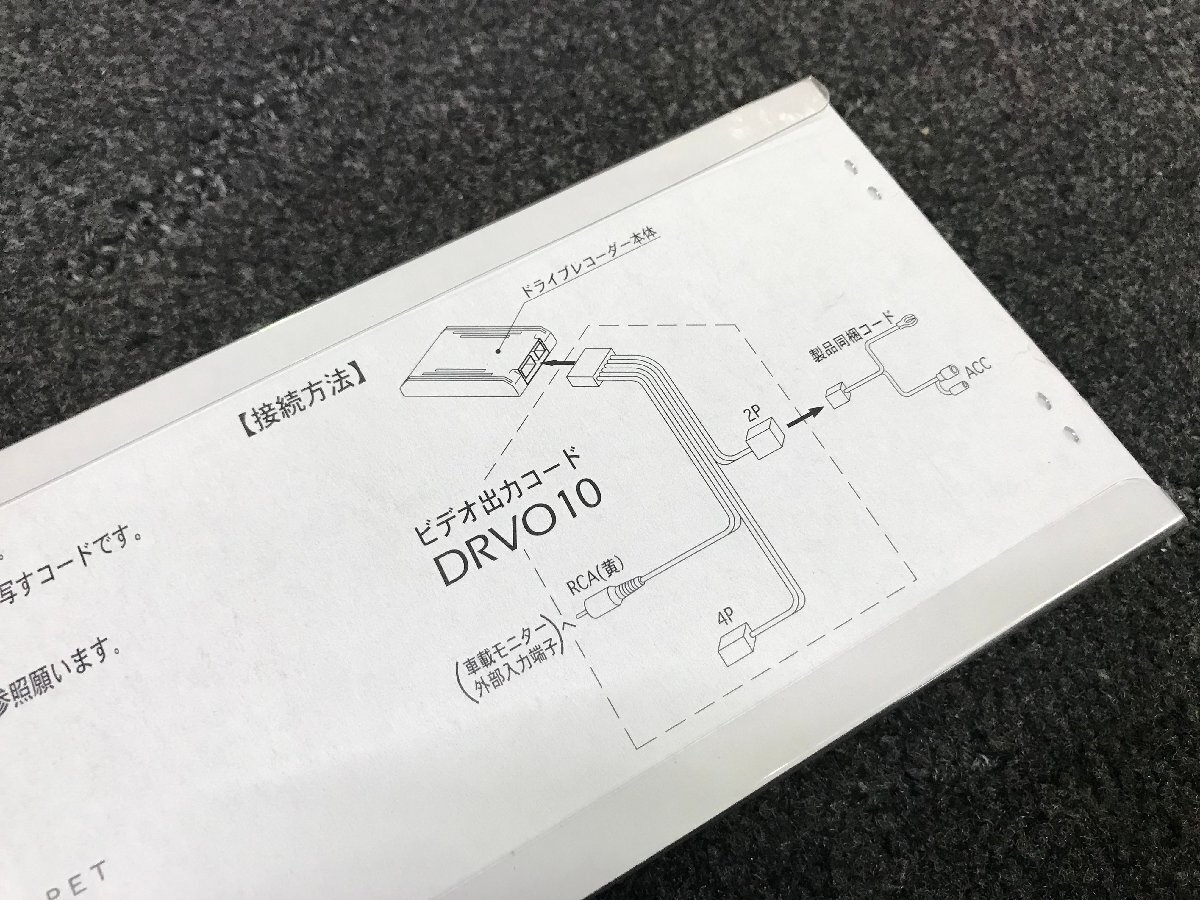 【接続方法】
ドライブレコーダー本体
製品同梱コード
ACC
2P
ビデオ出力コード
DRVO10
RCA(黄)
4P
(車載モニター
外部入力端子)へ
。
写すコードです。
参照願います。
PET